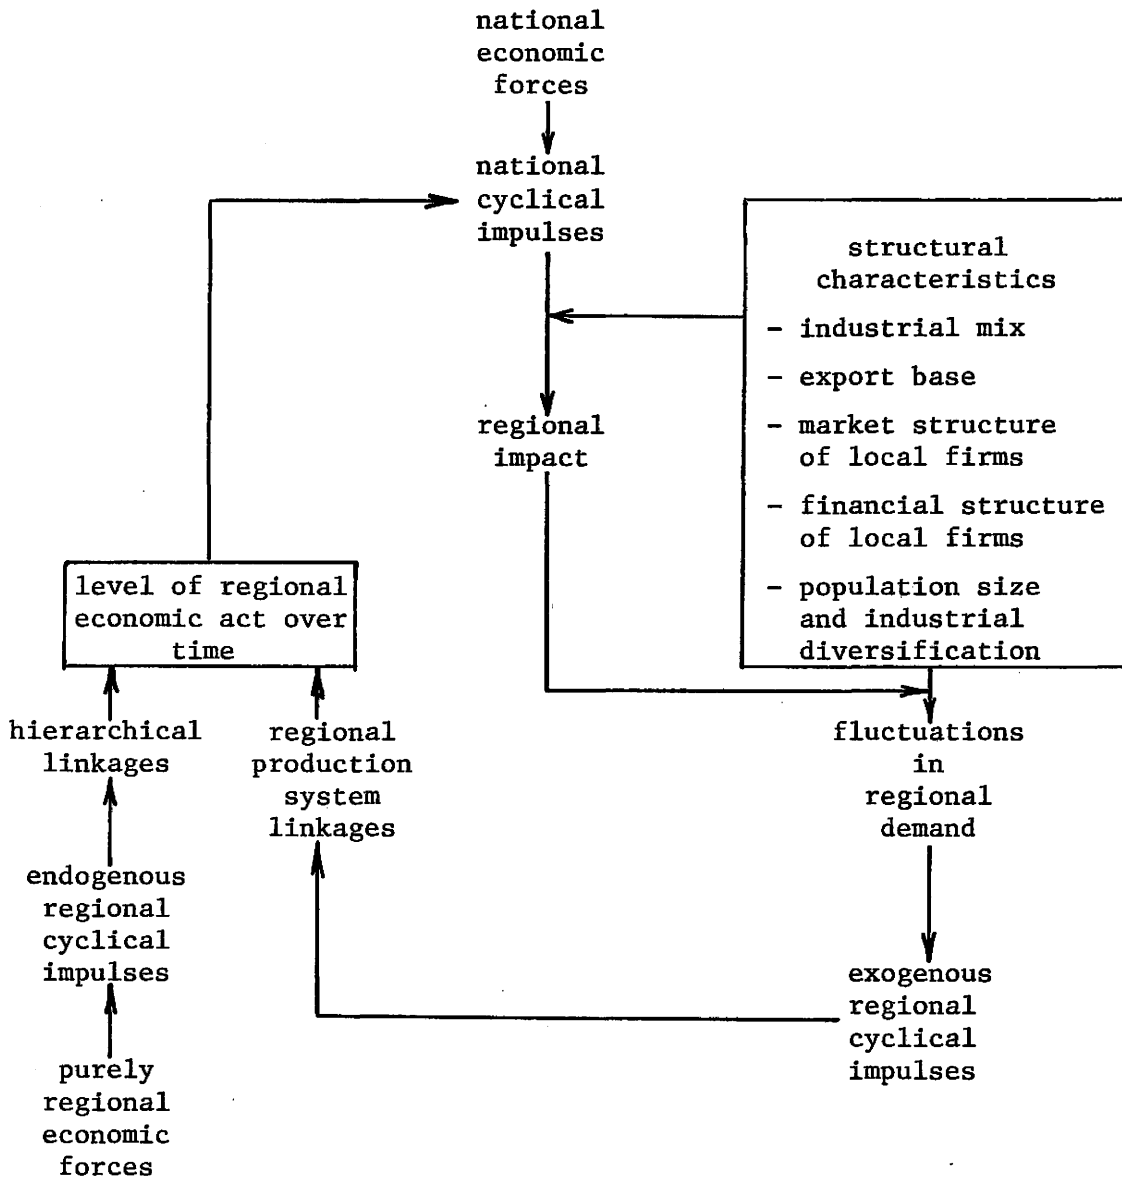 national
economic
forces
national
cyclical
impulses
structural
characteristics
- industrial mix
- export base
- market structure
of local firms
- financial structure
of local firms
- population size
and industrial
diversification
regional
impact
level of regional
economic act over
time
hierarchical
linkages
regional
production
system
linkages
fluctuations
in
regional
demand
endogenous
regional
cyclical
impulses
exogenous
regional
cyclical
impulses
purely
regional
economic
forces